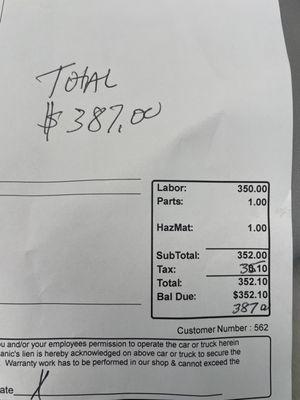 TOTAL
$387.00
Labor: 350.00
Parts: 1.00
HazMat: 1.00
SubTotal: 352.00
Tax: .10
Total: 352.10
Bal Due: $352.10
387
Customer Number : 562
u and/or your employees permission to operate the car or truck herein
anic's lien is hereby acknowledged on above car or truck to secure the
. Warranty work has to be performed in our shop & cannot exceed the
ate X